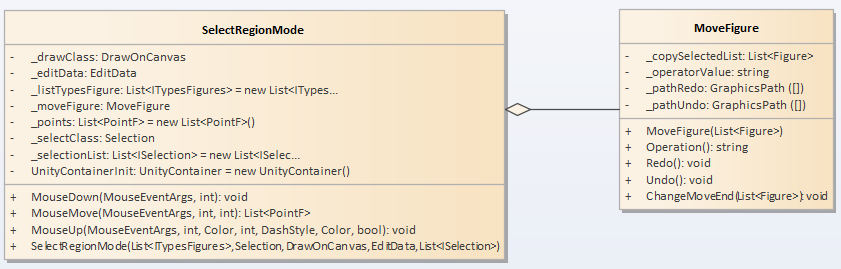 SelectRegionMode
- _drawClass: DrawOnCanvas
- _editData: EditData
- _listTypesFigure: List<ITypesFigures> = new List<ITypes...
- _moveFigure: MoveFigure
- _points: List<PointF> = new List<PointF>()
- _selectClass: Selection
- _selectionList: List<ISelection> = new List<ISelec...
- UnityContainerInit: UnityContainer = new UnityContainer()
+ MouseDown(MouseEventArgs, int): void
+ MouseMove(MouseEventArgs, int, int): List<PointF>
+ MouseUp(MouseEventArgs, int, Color, int, DashStyle, Color, bool): void
+ SelectRegionMode(List<ITypesFigures>,Selection,DrawOnCanvas,EditData,List<ISelection>)
MoveFigure
- _copySelectedList: List<Figure>
- _operatorValue: string
- _pathRedo: GraphicsPath ([])
- _pathUndo: GraphicsPath ([])
+ MoveFigure(List<Figure>)
+ Operation(): string
+ Redo(): void
+ Undo(): void
+ ChangeMoveEnd(List<Figure>):void